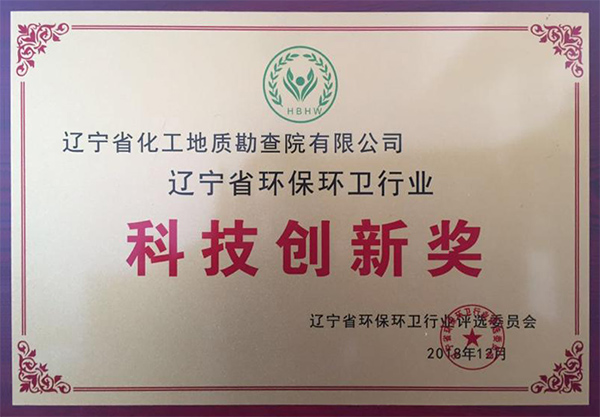 HBHW
辽宁省化工地质勘查院有限公司
辽宁省环保环卫行业
科技创新奖
辽宁省环保环卫行业评选委员会
2018年12月